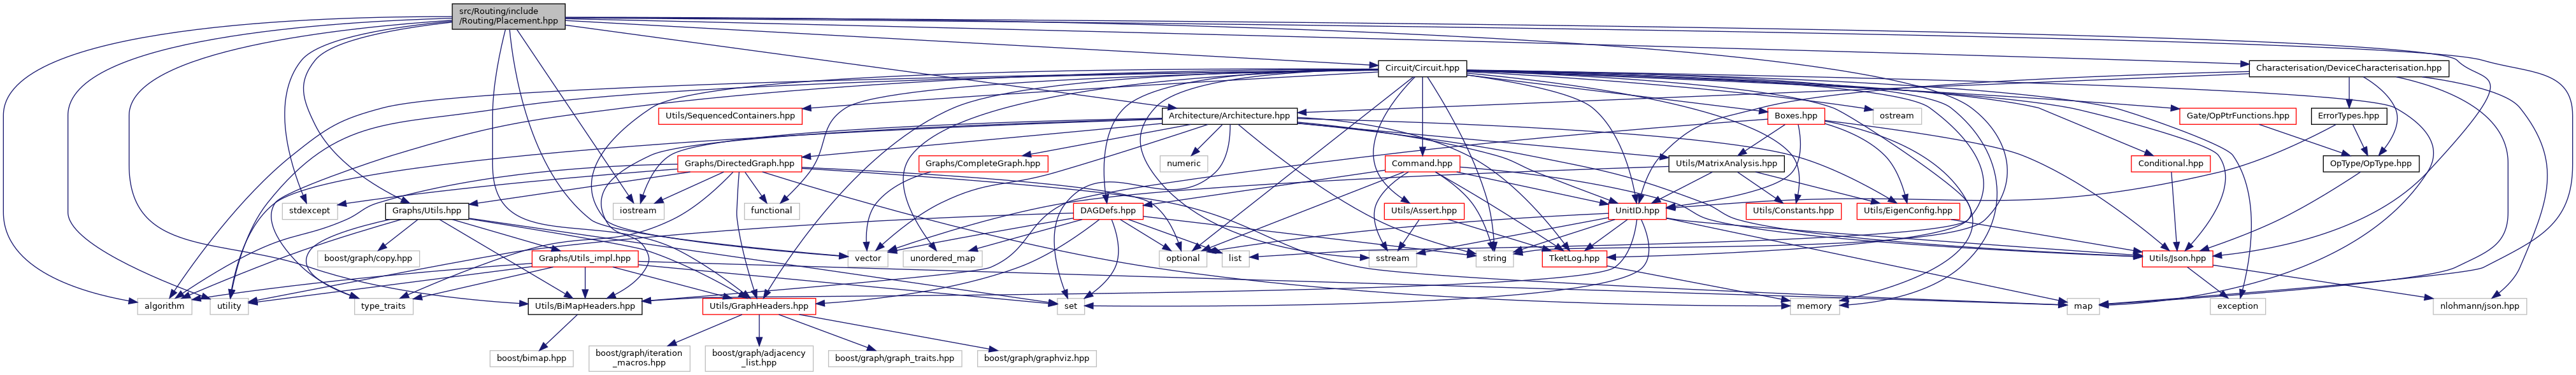 src/Routing/include
/Routing/Placement.hpp
Circuit/Circuit.hpp
Characterisation/DeviceCharacterisation.hpp
Utils/SequencedContainers.hpp
Architecture/Architecture.hpp
Boxes.hpp
ostream
Gate/OpPtrFunctions.hpp
ErrorTypes.hpp
Graphs/DirectedGraph.hpp
Graphs/CompleteGraph.hpp
numeric
Command.hpp
Utils/MatrixAnalysis.hpp
Conditional.hpp
OpType/OpType.hpp
stdexcept
Graphs/Utils.hpp
iostream
functional
DAGDefs.hpp
Utils/Assert.hpp
UnitID.hpp
Utils/Constants.hpp
Utils/EigenConfig.hpp
boost/graph/copy.hpp
Graphs/Utils_impl.hpp
vector
unordered_map
optional
list
sstream
string
TketLog.hpp
Utils/Json.hpp
algorithm
utility
type_traits
Utils/BiMapHeaders.hpp
Utils/GraphHeaders.hpp
set
memory
map
exception
nlohmann/json.hpp
boost/bimap.hpp
boost/graph/iteration
_macros.hpp
boost/graph/adjacency
_list.hpp
boost/graph/graph_traits.hpp
boost/graph/graphviz.hpp